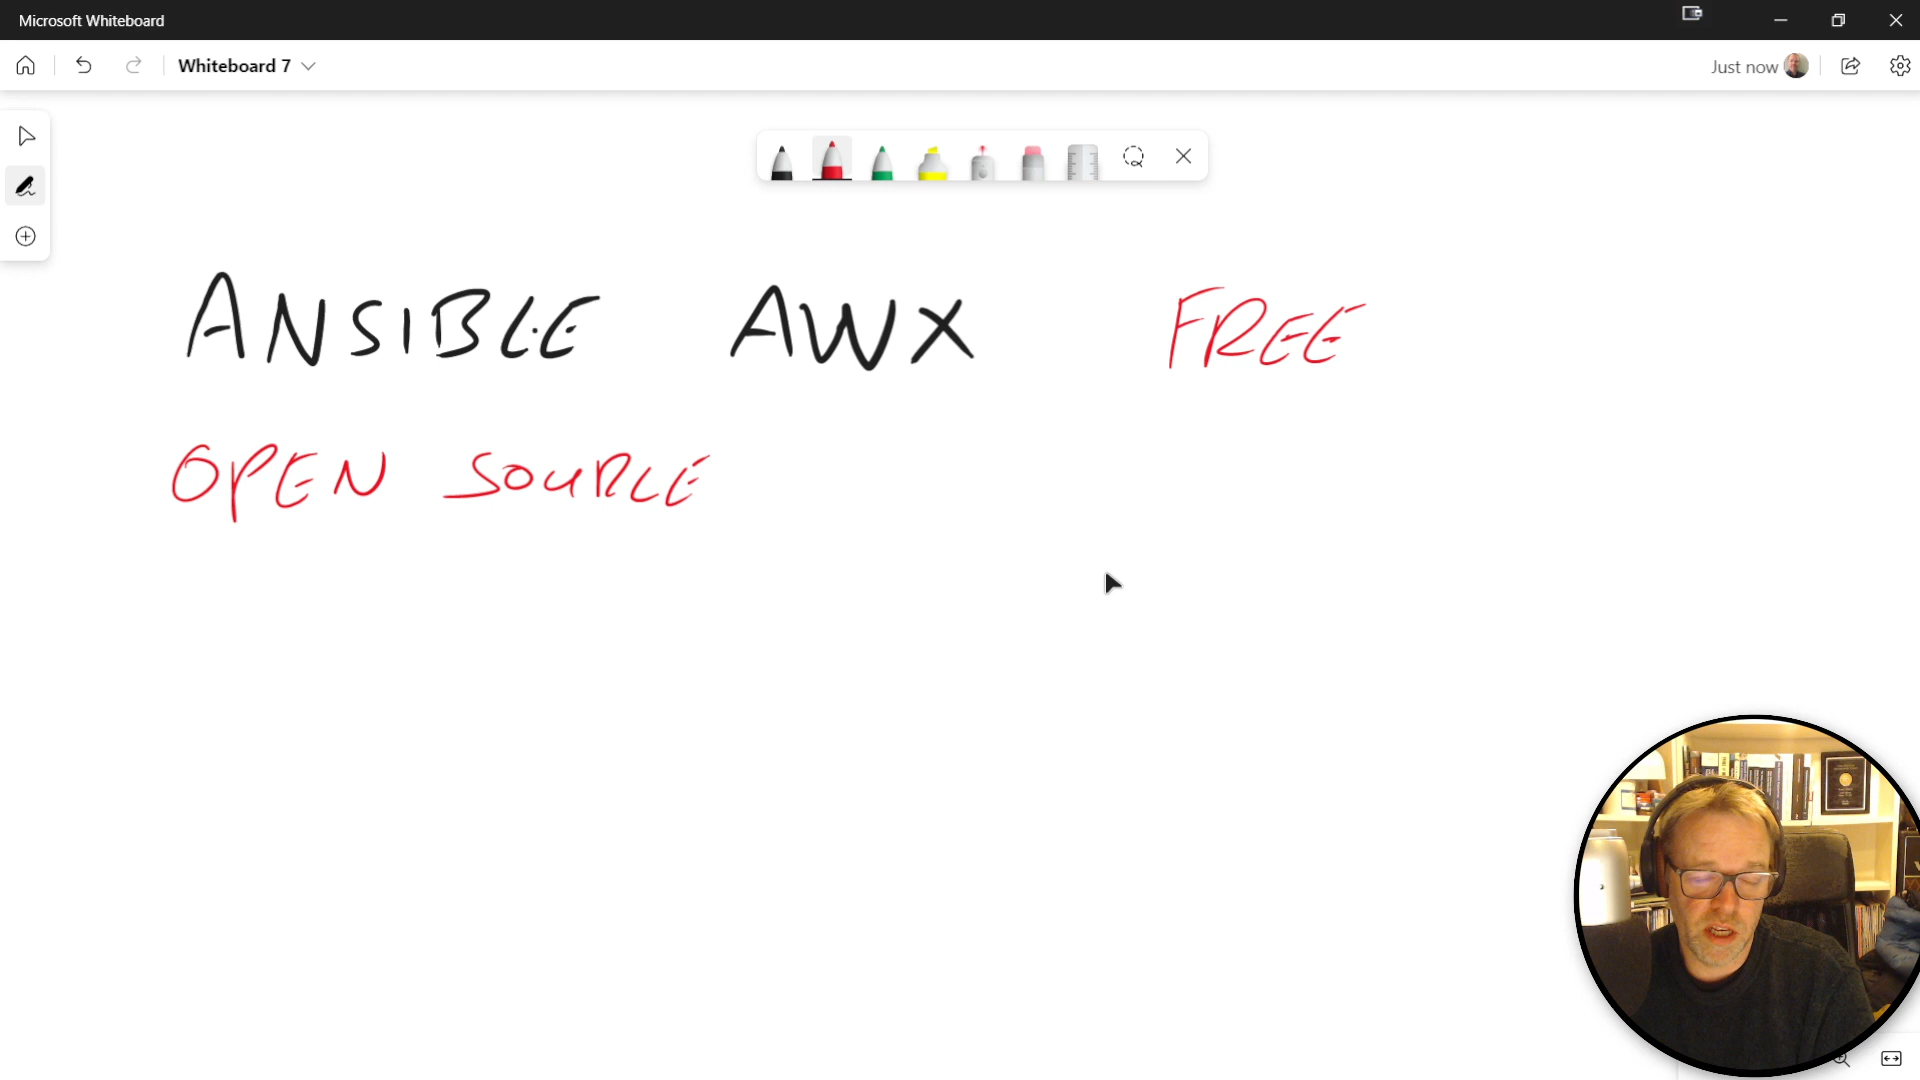 Microsoft Whiteboard
Whiteboard 7
Just now
ANSIBLE AWX FREE
OPEN SOURCE